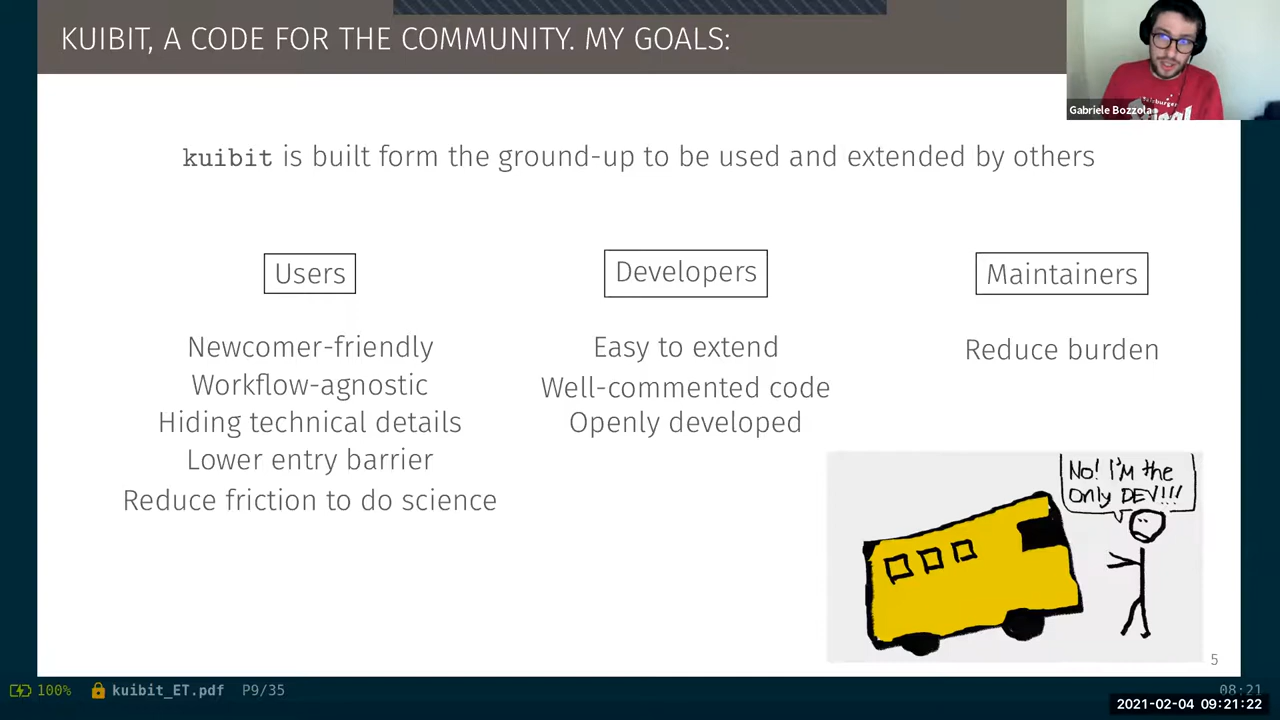 KUIBIT, A CODE FOR THE COMMUNITY. MY GOALS:
Gabriele Bozzola
kuibit is built form the ground-up to be used and extended by others
Users
Developers
Maintainers
Newcomer-friendly
Workflow-agnostic
Hiding technical details
Lower entry barrier
Reduce friction to do science
Easy to extend
Well-commented code
Openly developed
Reduce burden
No! I'm the
only DEV!!!
5
100% kuibit_ET.pdf P9/35
08:21
2021-02-04 09:21:22